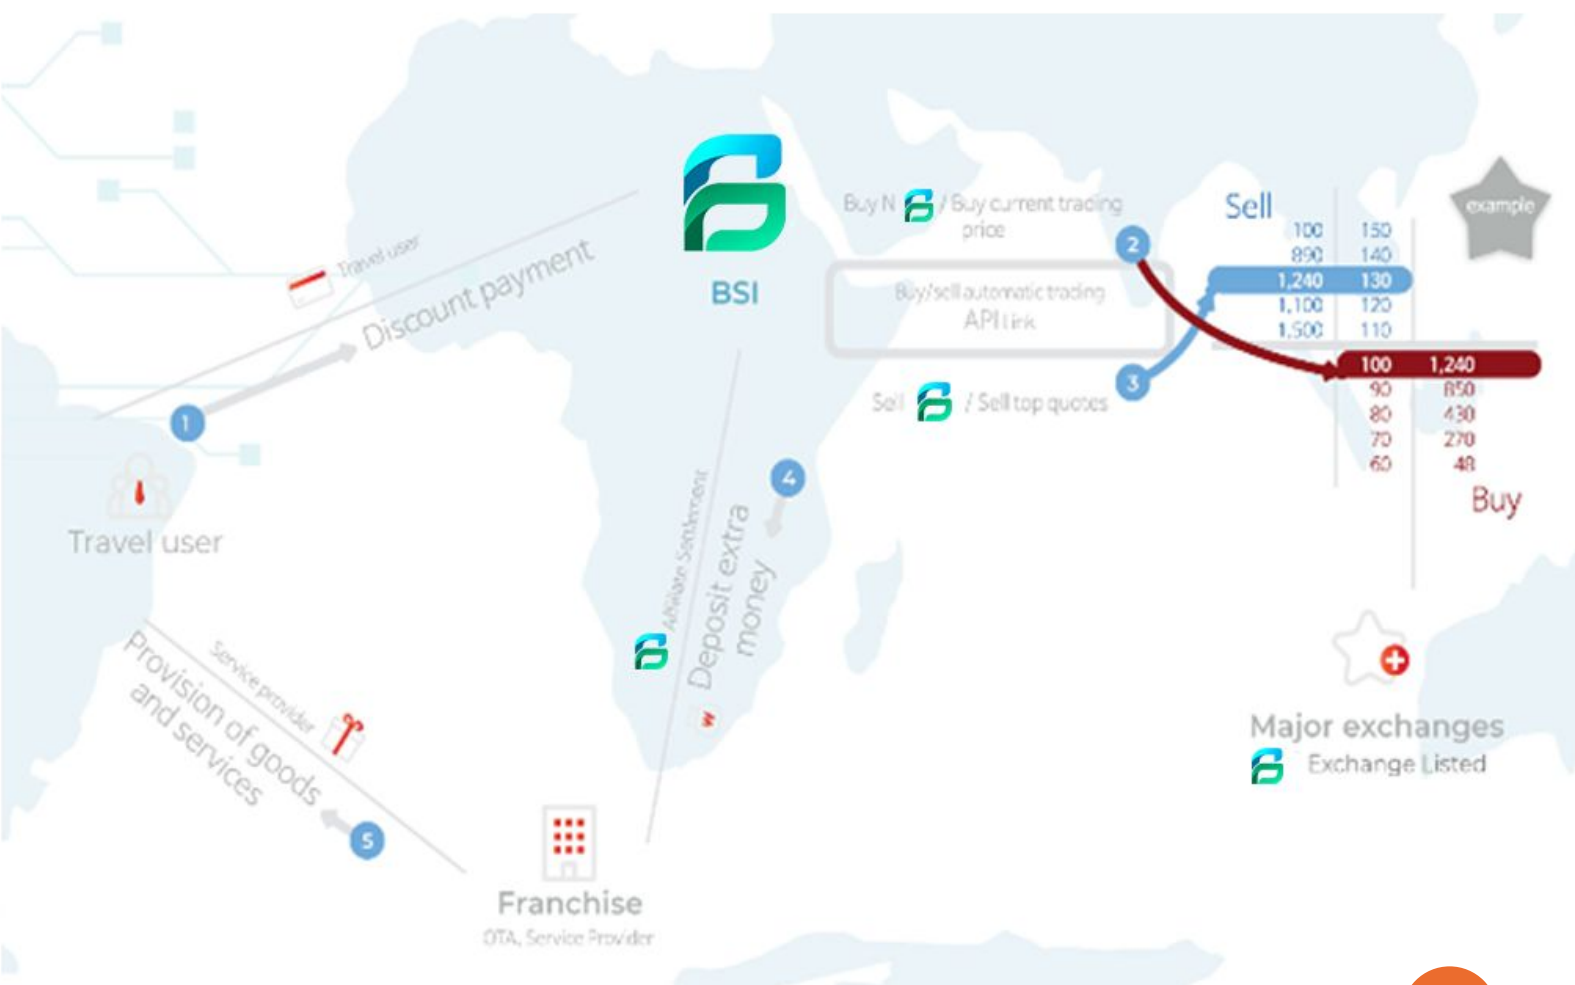 Travel user
Discount payment
1
Travel user
BSI
Buy N / Buy current trading
price
2
Buy/sell automatic trading
API Link
3
Sell / Sell top quotes
Sell
100 150
890 140
1,240 130
1,100 120
1,500 110
100 1,240
90 850
80 430
70 270
60 48
Buy
example
4
Affiliate Settlement
Deposit extra
money
W
Service provider
Provision of goods
and services
5
Franchise
OTA, Service Provider
Major exchanges
Exchange Listed